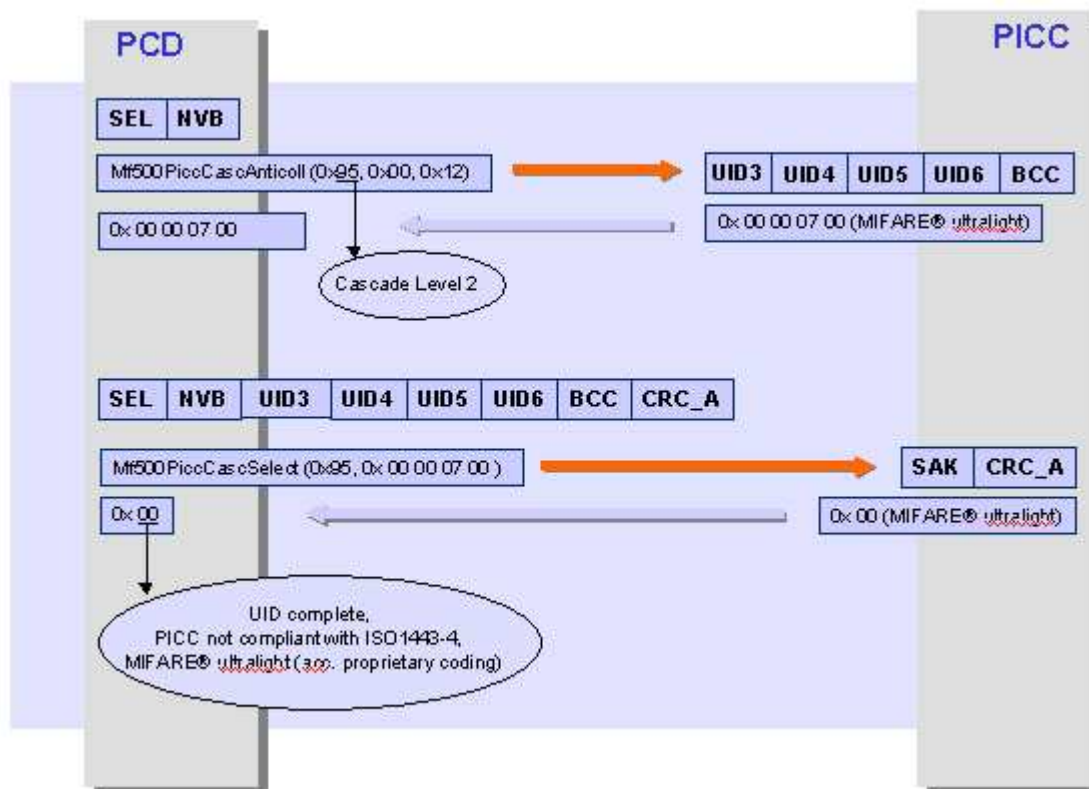 PCD
PICC
SEL NVB
Mf500PiccCascAnticoll (0x95, 0x00, 0x12)
UID3 UID4 UID5 UID6 BCC
0x 00 00 07 00
0x 00 00 07 00 (MIFARE® ultralight)
Cascade Level 2
SEL NVB UID3 UID4 UID5 UID6 BCC CRC_A
Mf500PiccCascSelect (0x95, 0x 00 00 07 00 )
SAK CRC_A
0x 00
0x 00 (MIFARE® ultralight)
UID complete,
PICC not compliant with ISO1443-4,
MIFARE® ultralight (acc. proprietary coding)